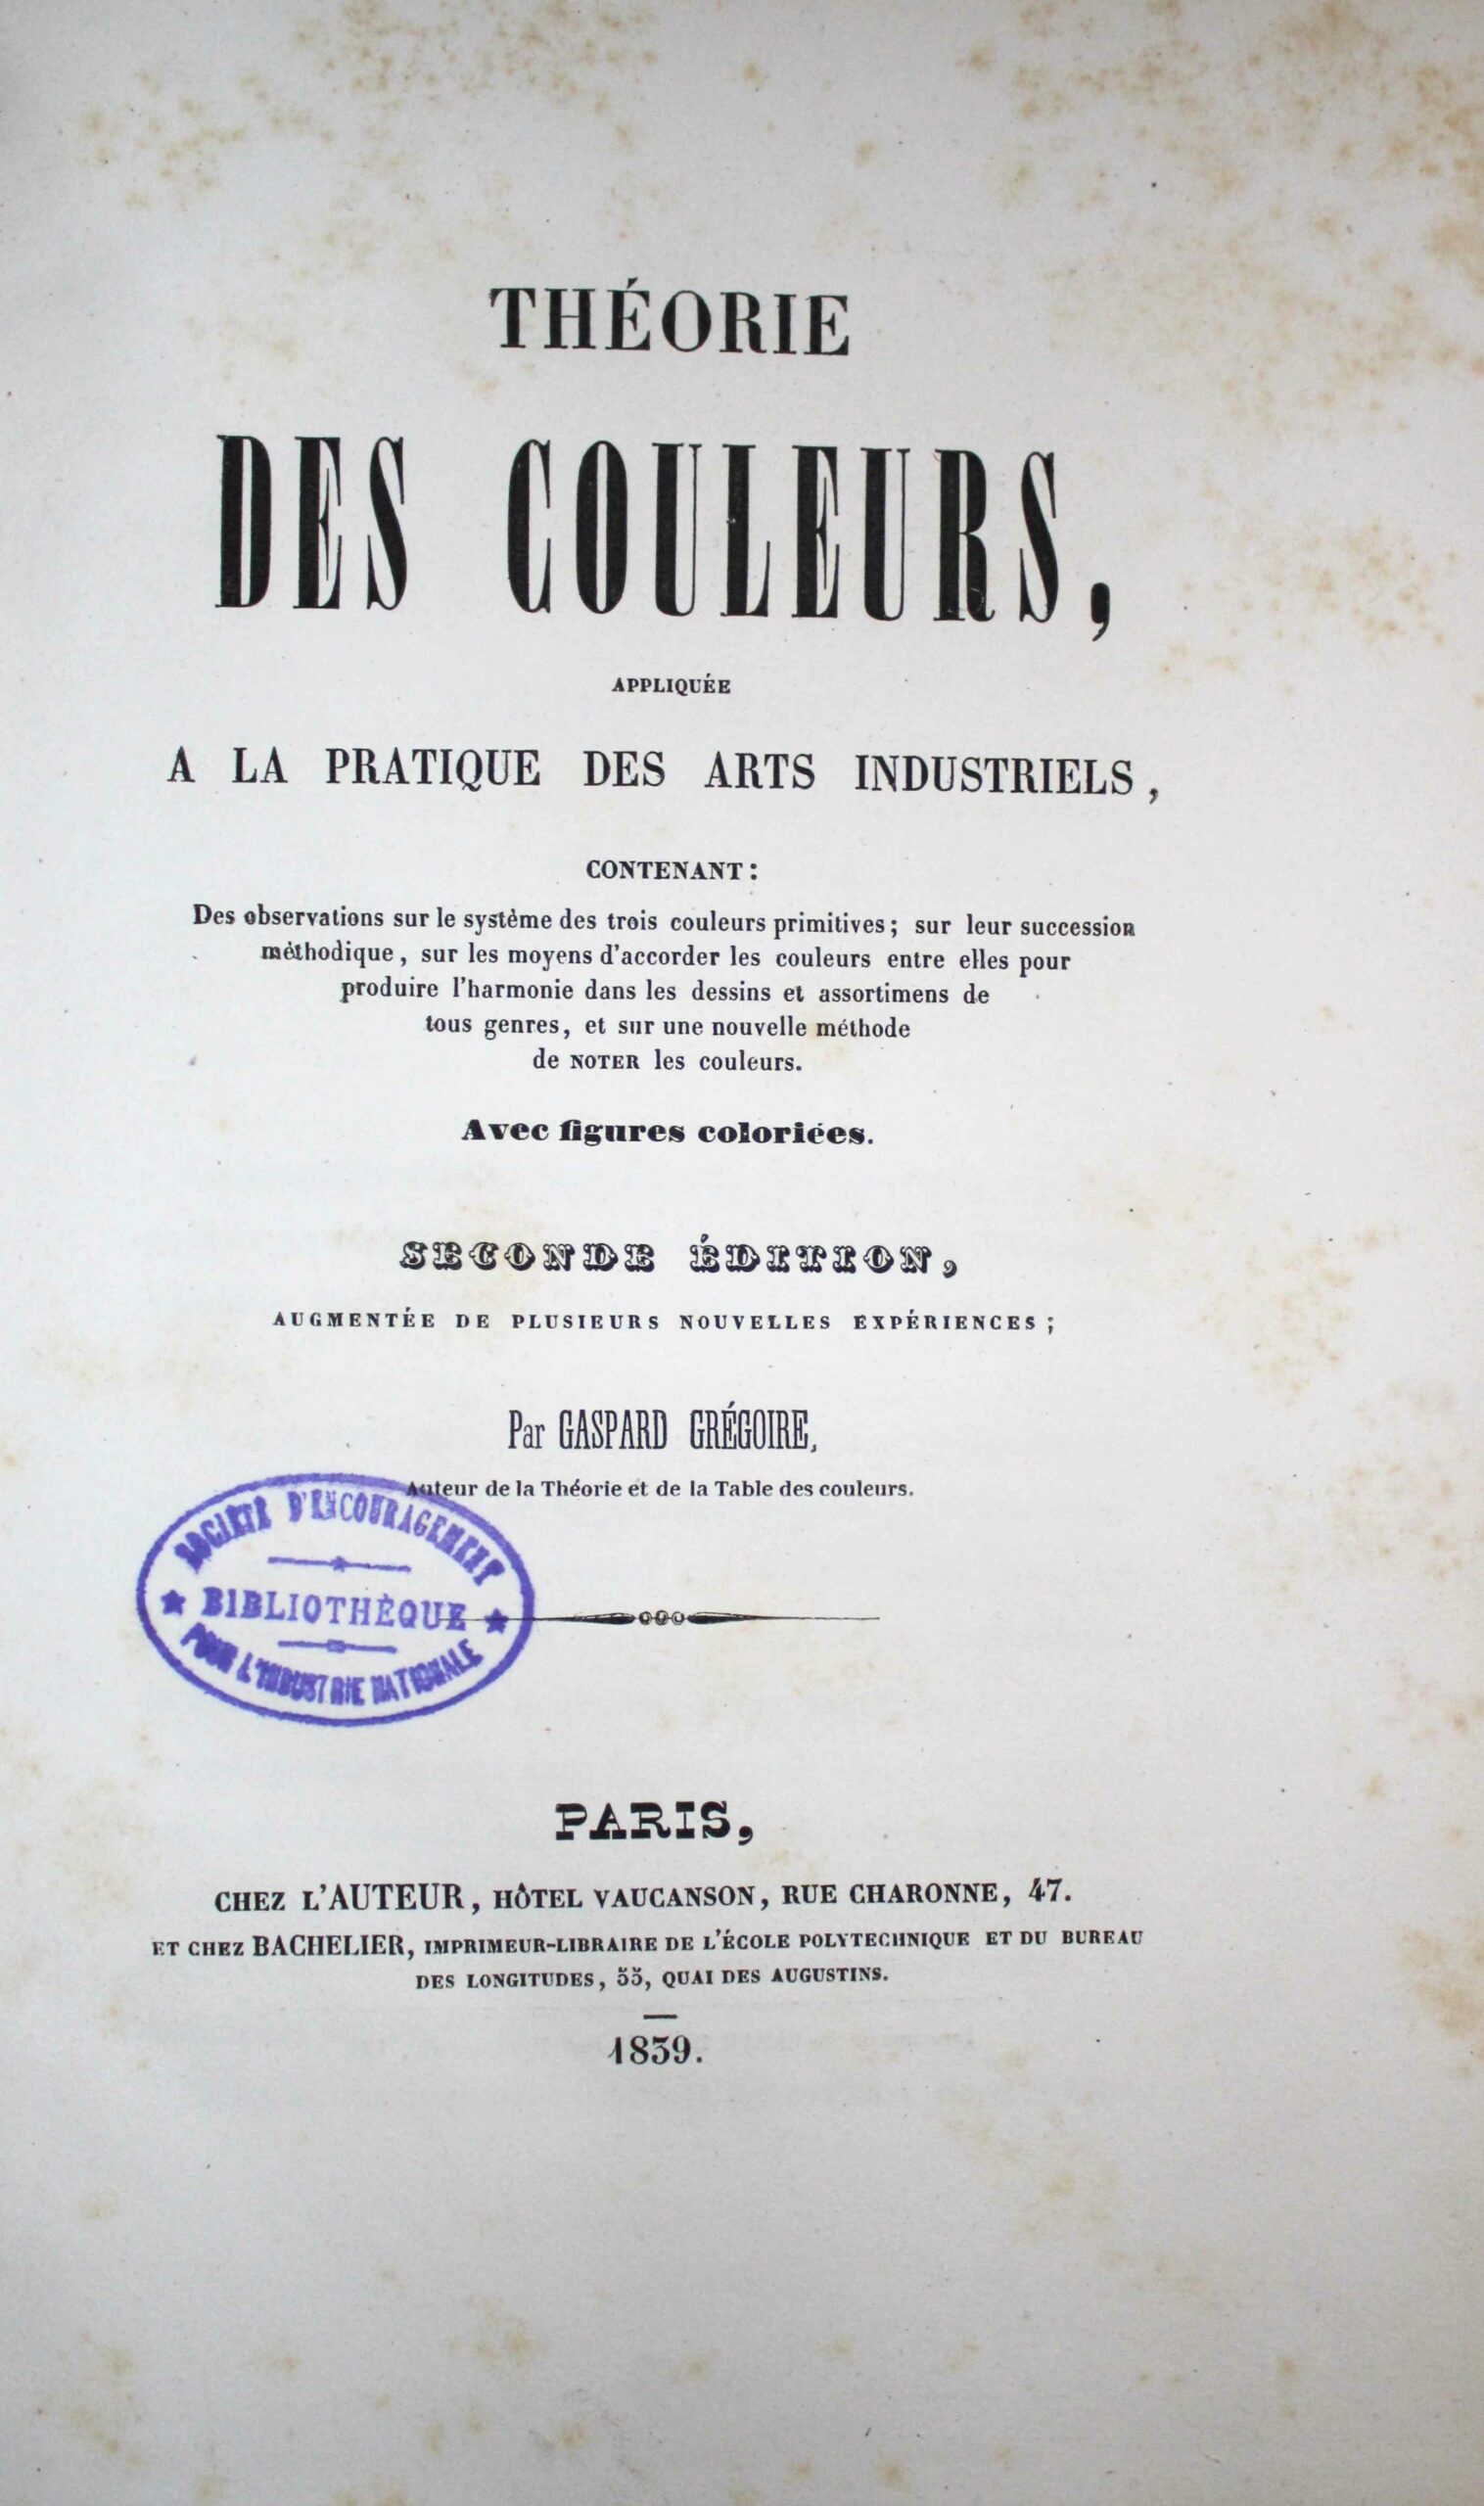 THÉORIE
DES COULEURS,
APPLIQUÉE
A LA PRATIQUE DES ARTS INDUSTRIELS,
CONTENANT:
Des observations sur le système des trois couleurs primitives; sur leur succession
méthodique, sur les moyens d'accorder les couleurs entre elles pour
produire l'harmonie dans les dessins et assortimens de
tous genres, et sur une nouvelle méthode
de NOTER les couleurs.
Avec figures coloriées.
SECONDE ÉDITION,
AUGMENTÉE DE PLUSIEURS NOUVELLES EXPÉRIENCES;
Par GASPARD GRÉGOIRE,
Auteur de la Théorie et de la Table des couleurs.
SOCIÉTÉ D'ENCOURAGEMENT
BIBLIOTHÈQUE
POUR L'INDUSTRIE NATIONALE
PARIS,
CHEZ L'AUTEUR, HÔTEL VAUCANSON, RUE CHARONNE, 47.
ET CHEZ BACHELIER, IMPRIMEUR-LIBRAIRE DE L'ÉCOLE POLYTECHNIQUE ET DU BUREAU
DES LONGITUDES, 55, QUAI DES AUGUSTINS.
1839.